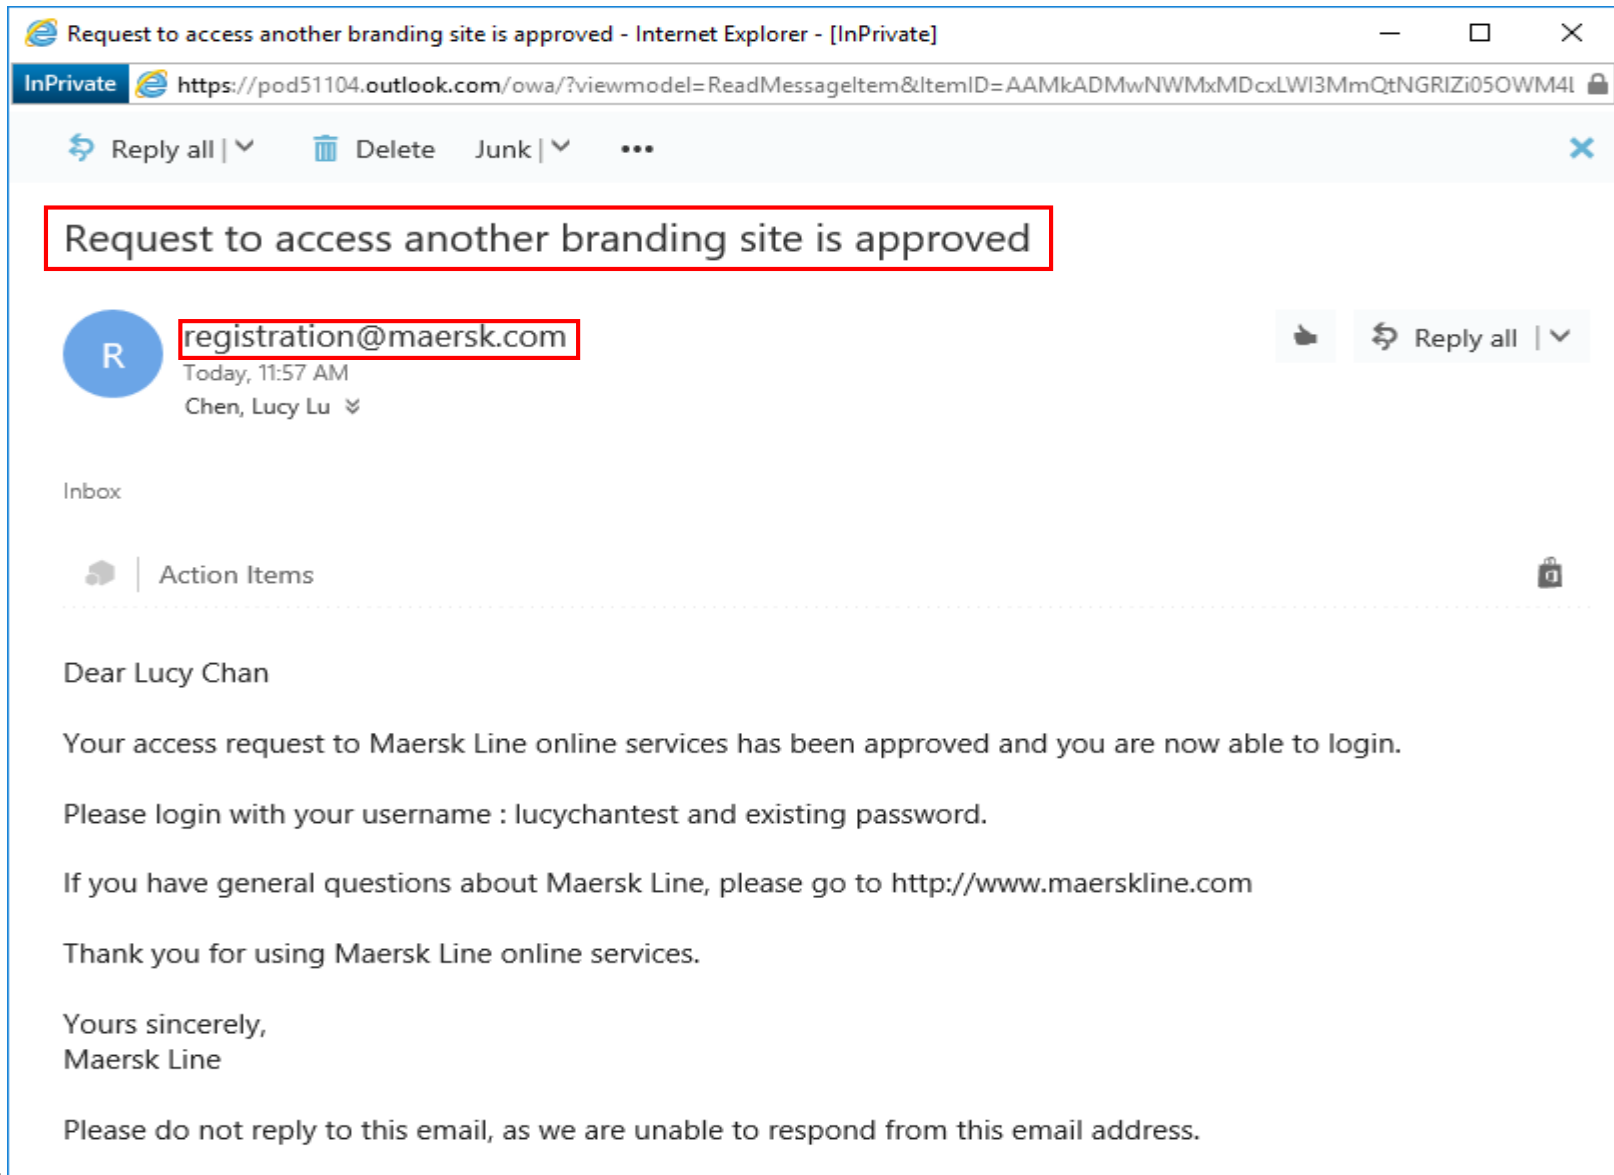 Request to access another branding site is approved - Internet Explorer - [InPrivate]
InPrivate https://pod51104.outlook.com/owa/?viewmodel=ReadMessageItem&ItemID=
Reply all | Delete Junk | •••
Request to access another branding site is approved
R registration@maersk.com Reply all |
Today, 11:57 AM
Chen, Lucy Lu
Inbox
Action Items
Dear Lucy Chan
Your access request to Maersk Line online services has been approved and you are now able to login.
Please login with your username : lucychantest and existing password.
If you have general questions about Maersk Line, please go to http://www.maerskline.com
Thank you for using Maersk Line online services.
Yours sincerely,
Maersk Line
Please do not reply to this email, as we are unable to respond from this email address.